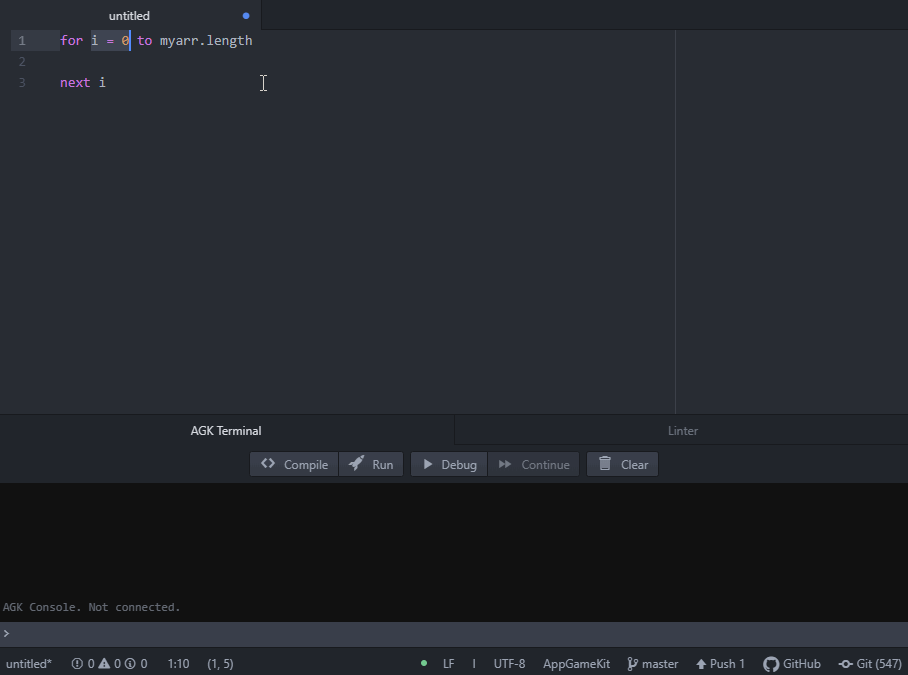 untitled
1 for i = 0 to myarr.length
2
3 next i
AGK Terminal Linter
Compile Run Debug Continue Clear
AGK Console. Not connected.
>
untitled* 0 0 0 1:10 (1, 5) LF I UTF-8 AppGameKit master Push 1 GitHub Git (547)